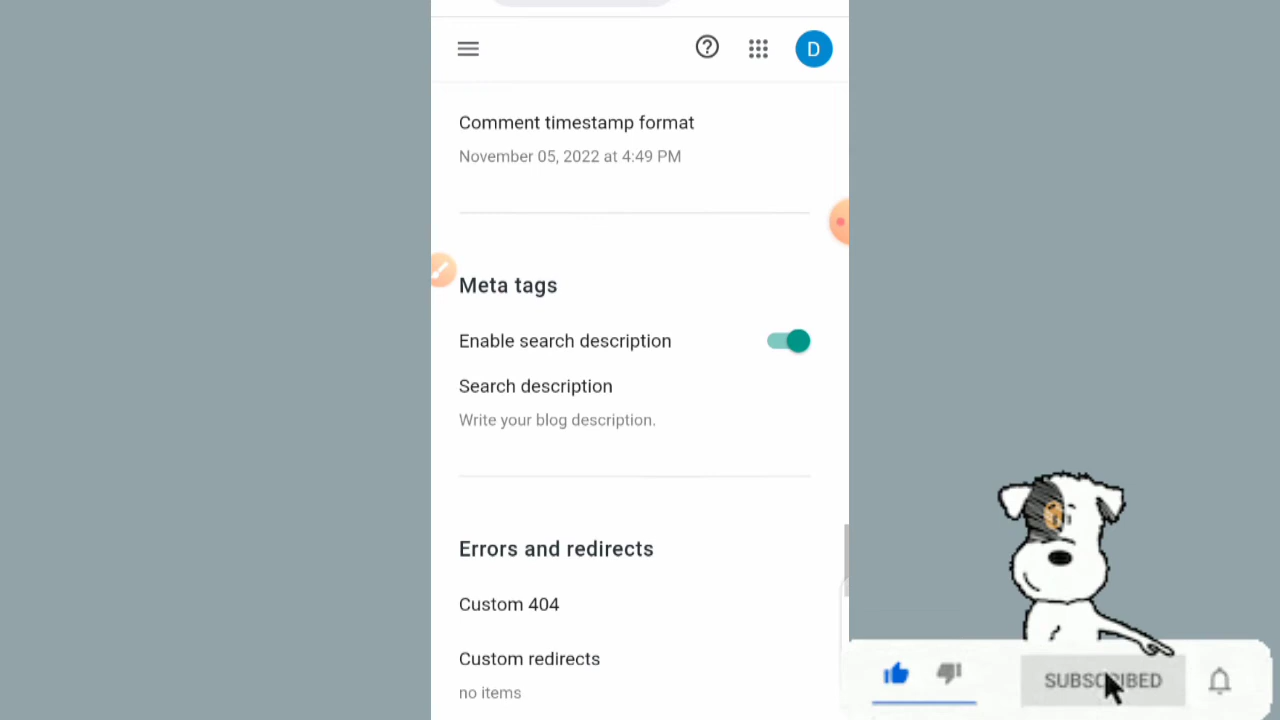 D
Comment timestamp format
November 05, 2022 at 4:49 PM
Meta tags
Enable search description
Search description
Write your blog description.
Errors and redirects
Custom 404
Custom redirects
no items
SUBSCRIBED